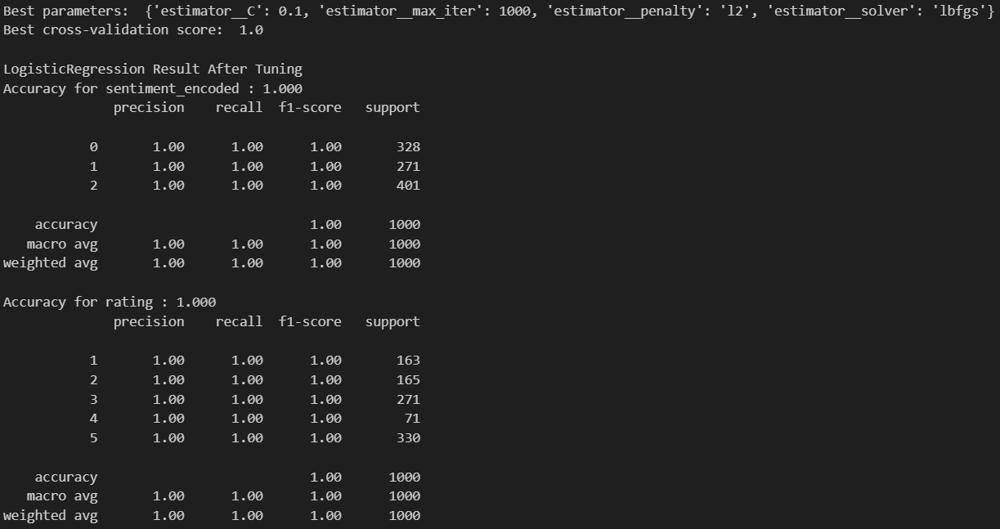 Best parameters:  {'estimator__C': 0.1, 'estimator__max_iter': 1000, 'estimator__penalty': 'l2', 'estimator__solver': 'lbfgs'}
Best cross-validation score:  1.0
LogisticRegression Result After Tuning
Accuracy for sentiment_encoded : 1.000
              precision    recall  f1-score   support
           0       1.00      1.00      1.00       328
           1       1.00      1.00      1.00       271
           2       1.00      1.00      1.00       401
    accuracy                           1.00      1000
   macro avg       1.00      1.00      1.00      1000
weighted avg       1.00      1.00      1.00      1000
Accuracy for rating : 1.000
              precision    recall  f1-score   support
           1       1.00      1.00      1.00       163
           2       1.00      1.00      1.00       165
           3       1.00      1.00      1.00       271
           4       1.00      1.00      1.00        71
           5       1.00      1.00      1.00       330
    accuracy                           1.00      1000
   macro avg       1.00      1.00      1.00      1000
weighted avg       1.00      1.00      1.00      1000